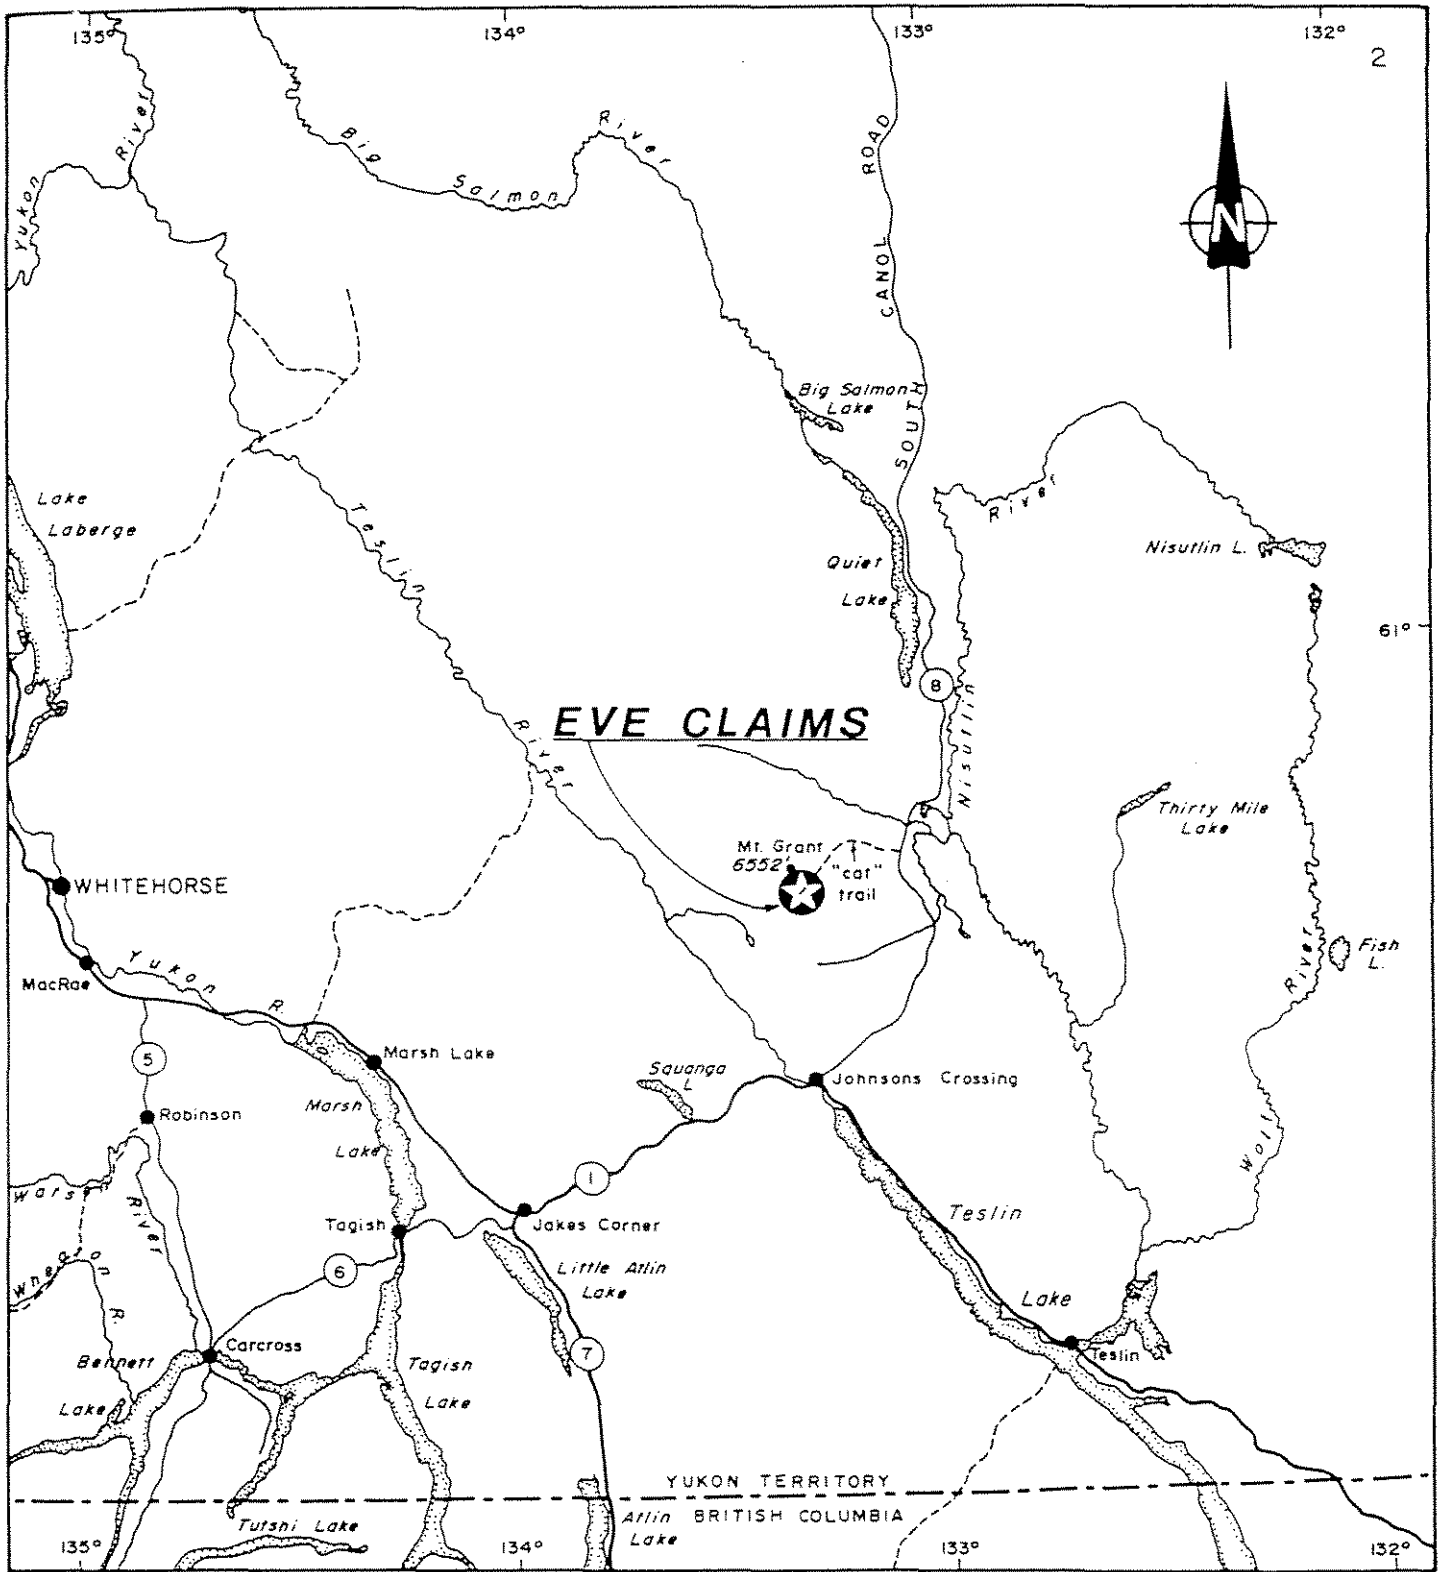 135° 134° 133° 132°
2
Yukon River
Big Salmon River
SOUTH CANOL ROAD
N
Big Salmon
Lake
Lake
Laberge
Teslin River
River
Nisutlin L.
Quiet
Lake
61°
8
Nisutlin
EVE CLAIMS
Thirty Mile
Lake
Mt. Grant
6552'
"cat"
trail
WHITEHORSE
Yukon R.
MacRae
River
Fish
L.
Marsh Lake
5
Squanga
L.
Johnsons Crossing
Marsh
Lake
Robinson
Wolf
1
River
Teslin
Tagish
Jakes Corner
6
Little Atlin
Lake
Wheaton R.
Lake
7
Carcross
Teslin
Bennett
Lake
Tagish
Lake
YUKON TERRITORY
BRITISH COLUMBIA
Atlin
Lake
Tutshi Lake
135° 134° 133° 132°